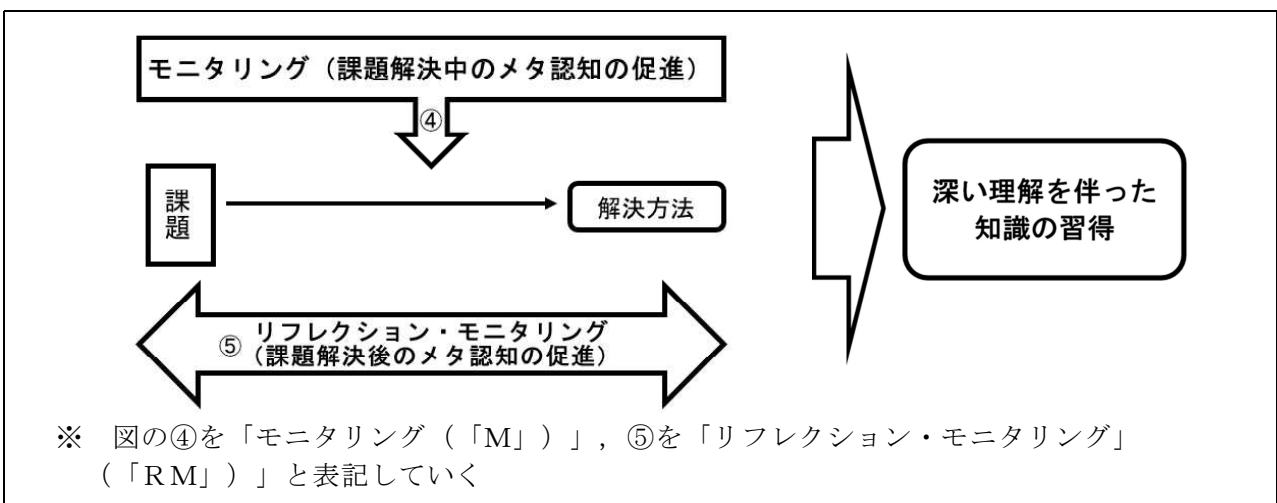 モニタリング（課題解決中のメタ認知の促進）
④
課題
解決方法
深い理解を伴った
知識の習得
⑤ リフレクション・モニタリング
（課題解決後のメタ認知の促進）
※　図の④を「モニタリング（「M」）」，⑤を「リフレクション・モニタリング」
（「RM」）」と表記していく